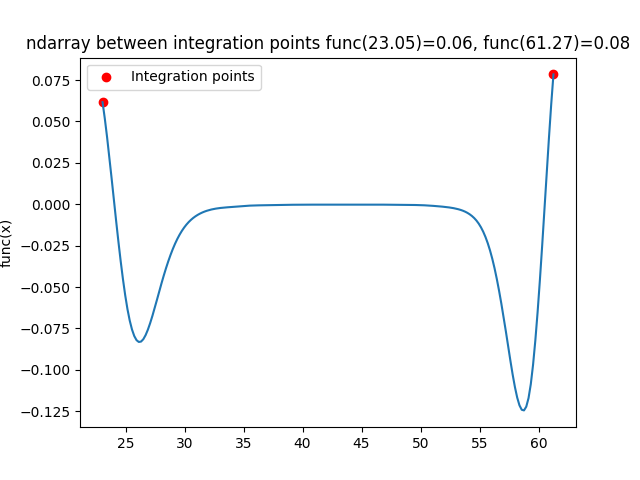 ndarray between integration points func(23.05)=0.06, func(61.27)=0.08
Integration points
0.075
0.050
0.025
0.000
−0.025
−0.050
−0.075
−0.100
−0.125
func(x)
25 30 35 40 45 50 55 60